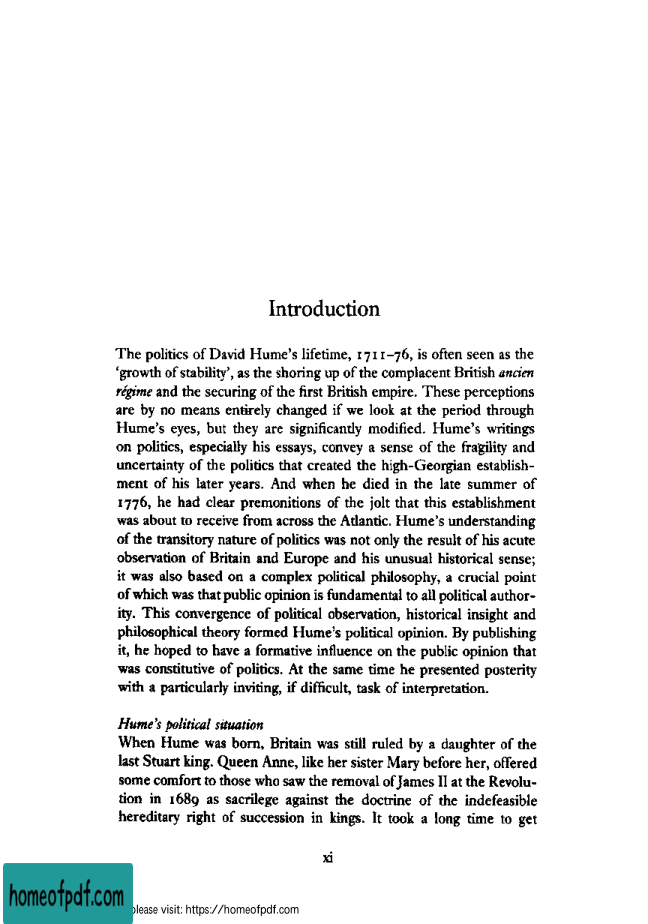 Introduction
The politics of David Hume's lifetime, 1711–76, is often seen as the
'growth of stability', as the shoring up of the complacent British ancien
régime and the securing of the first British empire. These perceptions
are by no means entirely changed if we look at the period through
Hume's eyes, but they are significantly modified. Hume's writings
on politics, especially his essays, convey a sense of the fragility and
uncertainty of the politics that created the high-Georgian establish-
ment of his later years. And when he died in the late summer of
1776, he had clear premonitions of the jolt that this establishment
was about to receive from across the Atlantic. Hume's understanding
of the transitory nature of politics was not only the result of his acute
observation of Britain and Europe and his unusual historical sense;
it was also based on a complex political philosophy, a crucial point
of which was that public opinion is fundamental to all political author-
ity. This convergence of political observation, historical insight and
philosophical theory formed Hume's political opinion. By publishing
it, he hoped to have a formative influence on the public opinion that
was constitutive of politics. At the same time he presented posterity
with a particularly inviting, if difficult, task of interpretation.
Hume's political situation
When Hume was born, Britain was still ruled by a daughter of the
last Stuart king. Queen Anne, like her sister Mary before her, offered
some comfort to those who saw the removal of James II at the Revolu-
tion in 1689 as sacrilege against the doctrine of the indefeasible
hereditary right of succession in kings. It took a long time to get
xi
homeofpdf.com
please visit: https://homeofpdf.com